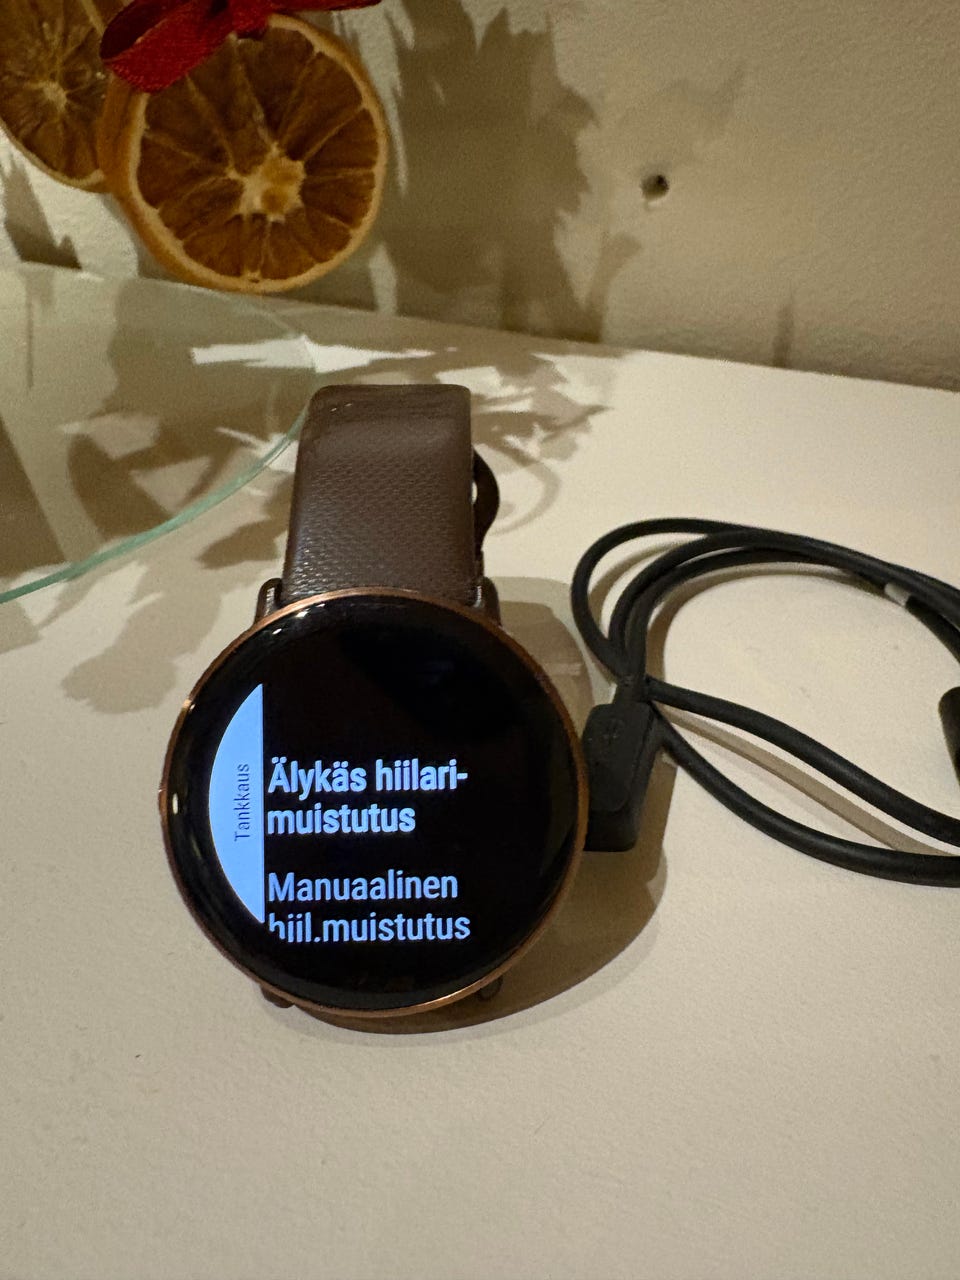 Tankkaus
Älykäs hiilari-
muistutus
Manuaalinen
hiil.muistutus